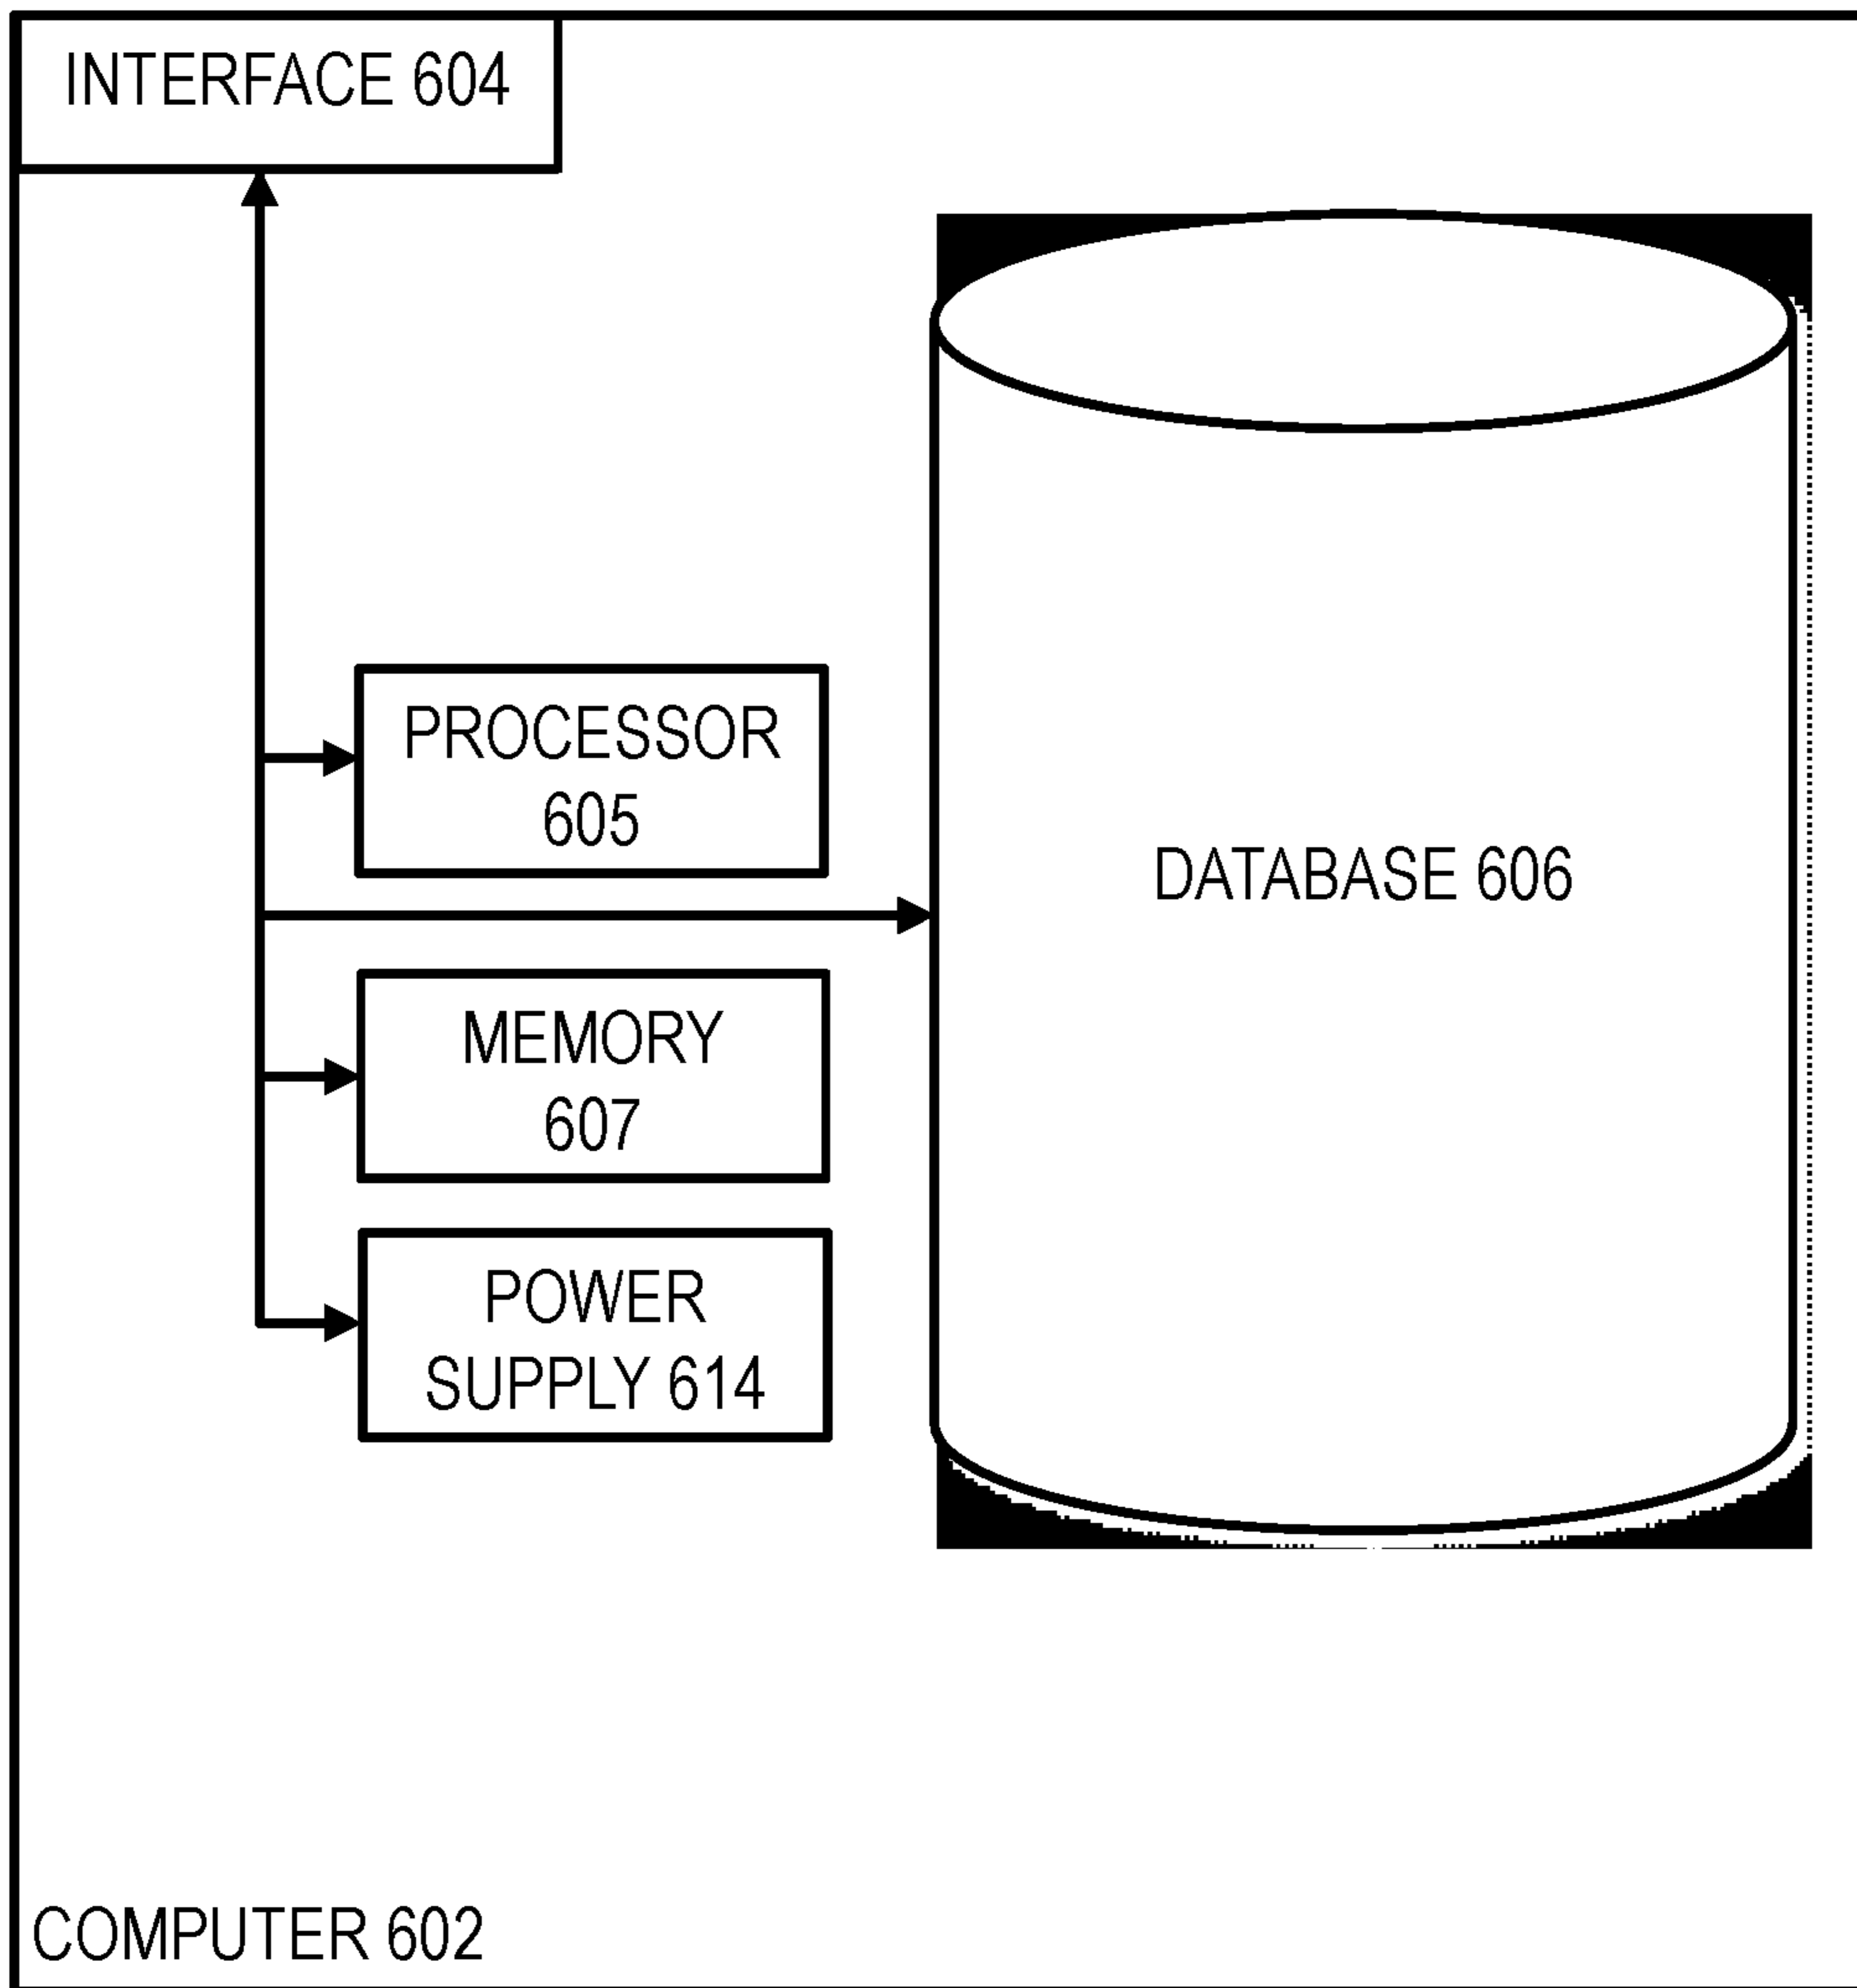 INTERFACE 604
PROCESSOR
605
DATABASE 606
MEMORY
607
POWER
SUPPLY 614
COMPUTER 602